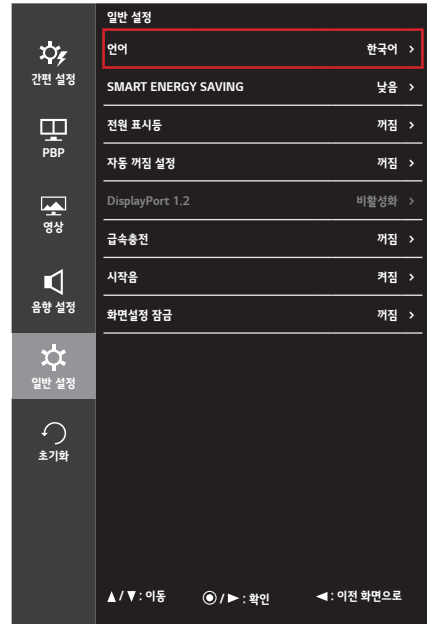 간편 설정
PBP
영상
음향 설정
일반 설정
초기화
일반 설정
언어 한국어 >
SMART ENERGY SAVING 낮음 >
전원 표시등 꺼짐 >
자동 꺼짐 설정 꺼짐 >
DisplayPort 1.2 비활성화 >
급속충전 꺼짐 >
시작음 켜짐 >
화면설정 잠금 꺼짐 >
▲/▼: 이동 ◉/►: 확인 ◄: 이전 화면으로